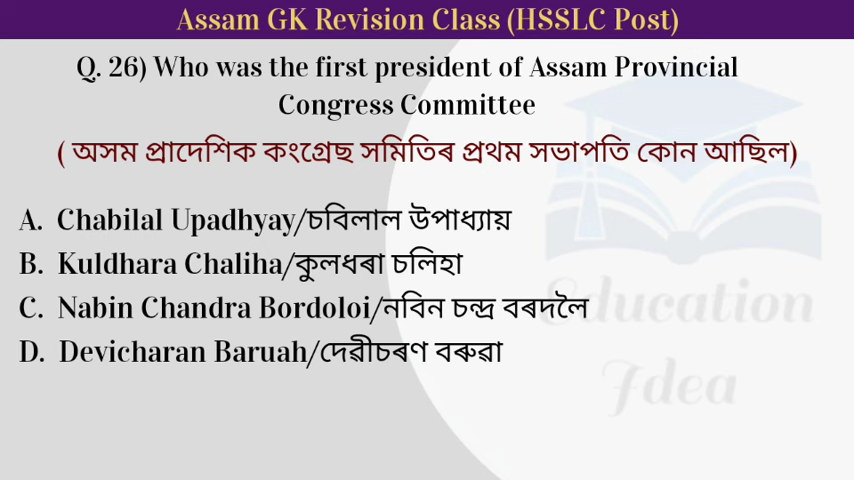 Assam GK Revision Class (HSSLC Post)
Q. 26) Who was the first president of Assam Provincial
Congress Committee
( অসম প্ৰাদেশিক কংগ্ৰেছ সমিতিৰ প্ৰথম সভাপতি কোন আছিল)
A. Chabilal Upadhyay/চবিলাল উপাধ্যায়
B. Kuldhara Chaliha/কুলধৰা চলিহা
C. Nabin Chandra Bordoloi/নবিন চন্দ্ৰ বৰদলৈ
D. Devicharan Baruah/দেৱীচৰণ বৰুৱা
Education
Idea